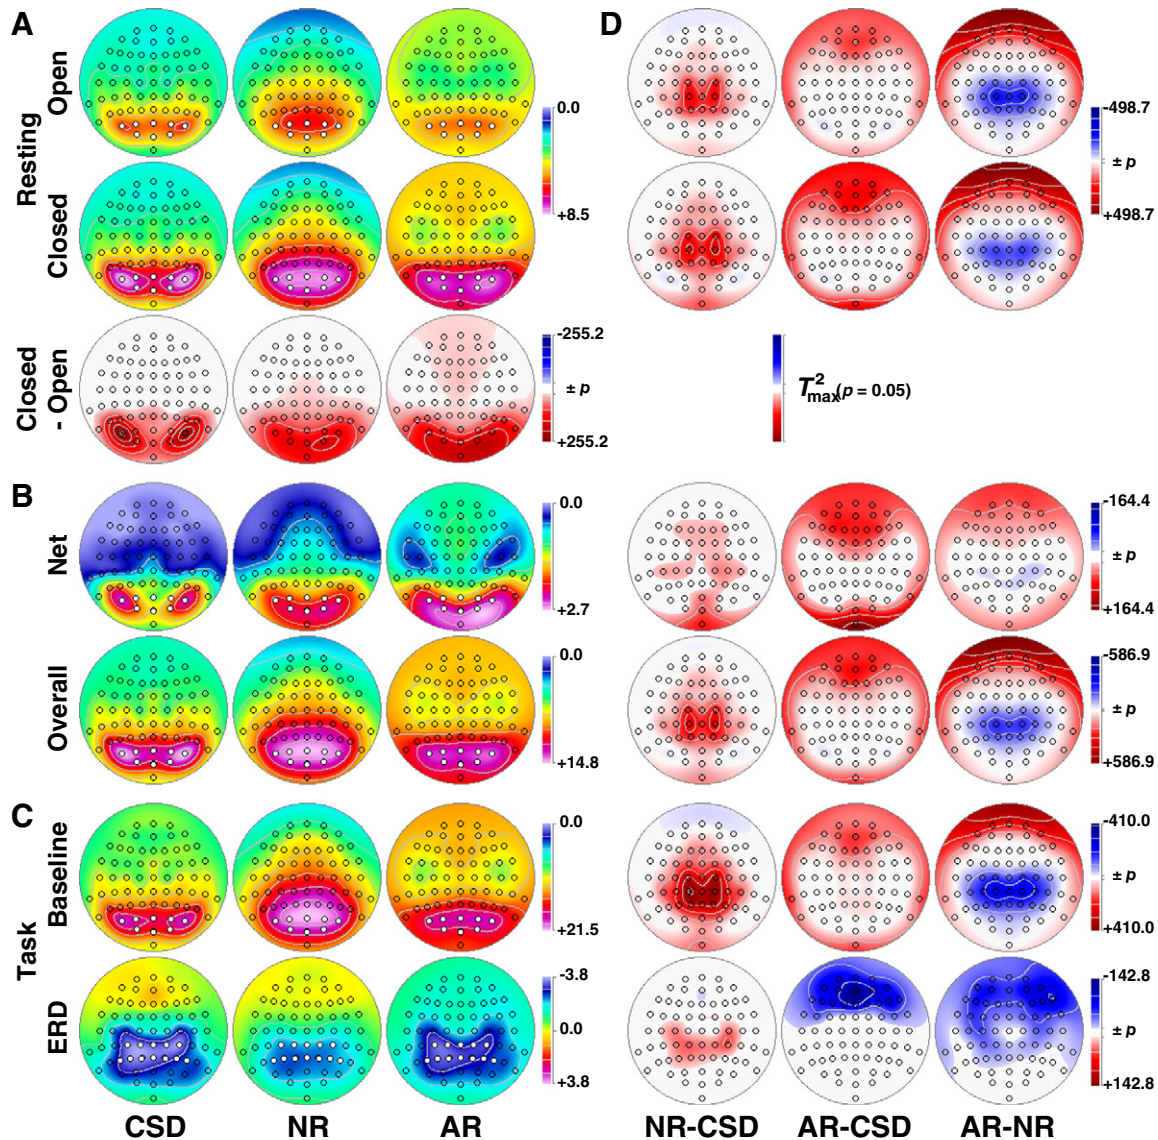 A
D
Resting
Open
0.0
+8.5
-498.7
± p
+498.7
Closed
Closed
- Open
-255.2
± p
+255.2
T²max(p = 0.05)
B
Net
0.0
+2.7
-164.4
± p
+164.4
Overall
0.0
+14.8
-586.9
± p
+586.9
C
Task
Baseline
0.0
+21.5
-410.0
± p
+410.0
ERD
-3.8
0.0
+3.8
-142.8
± p
+142.8
CSD NR AR NR-CSD AR-CSD AR-NR